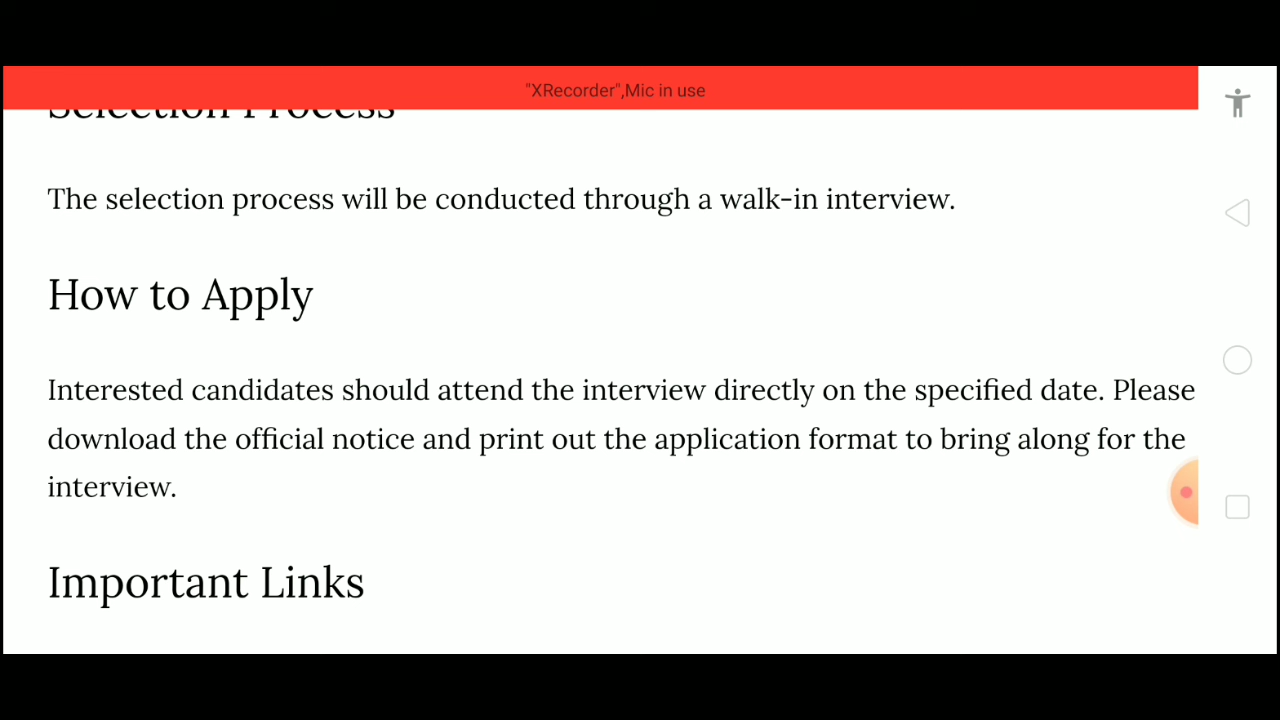 "XRecorder",Mic in use
Selection Process
The selection process will be conducted through a walk-in interview.
How to Apply
Interested candidates should attend the interview directly on the specified date. Please
download the official notice and print out the application format to bring along for the
interview.
Important Links